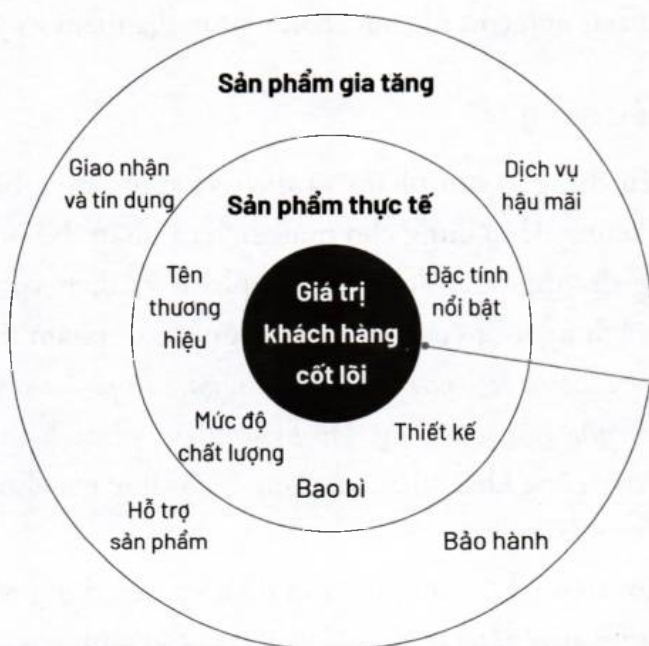 Sản phẩm gia tăng
Giao nhận
và tín dụng
Dịch vụ
hậu mãi
Sản phẩm thực tế
Tên
thương
hiệu
Đặc tính
nổi bật
Giá trị
khách hàng
cốt lõi
Mức độ
chất lượng
Thiết kế
Bao bì
Hỗ trợ
sản phẩm
Bảo hành